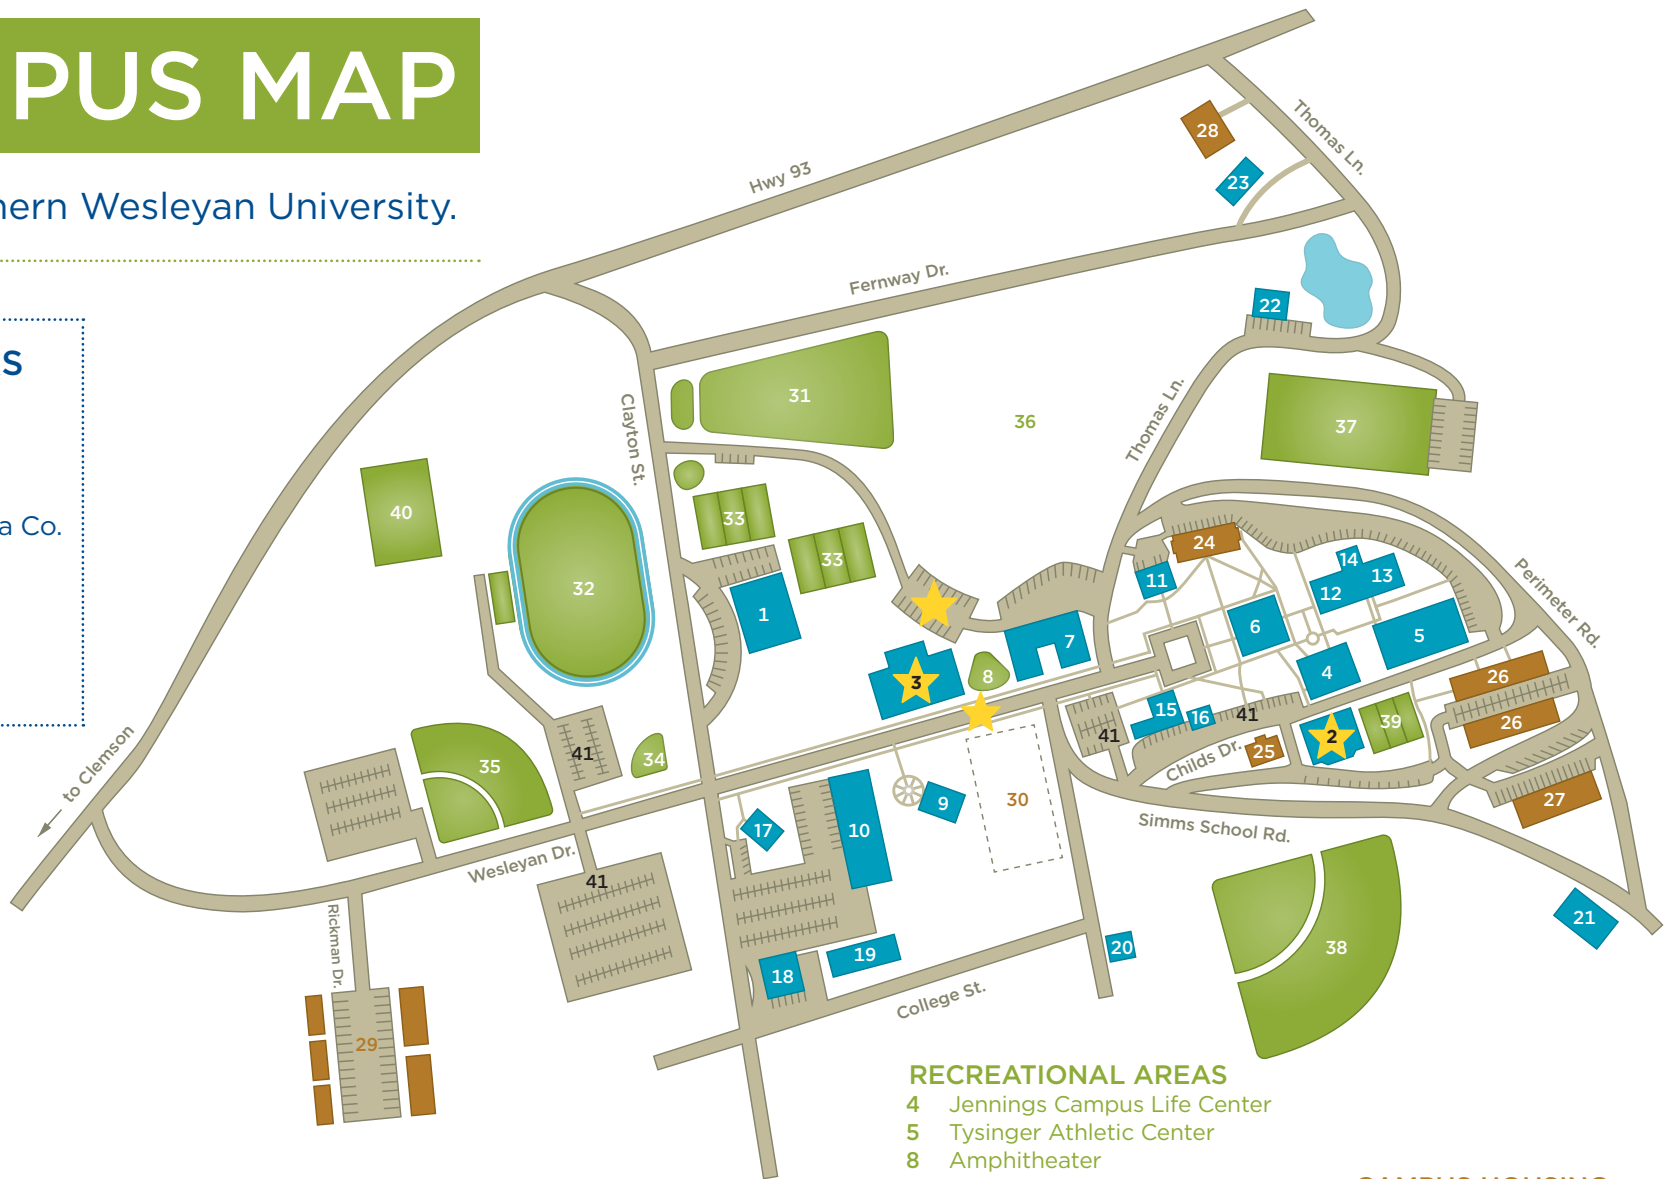 PUS MAP
hern Wesleyan University.
S
a Co.
Hwy 93
Thomas Ln.
28
23
Fernway Dr.
22
31
36
Thomas Ln.
37
Clayton St.
40
33
33
32
1
24
11
14
13
12
6
5
Perimeter Rd.
7
3
8
4
26
26
15
16
41
41
39
2
25
Childs Dr.
27
to Clemson
35
41
34
30
9
10
17
Simms School Rd.
Wesleyan Dr.
41
Rickman Dr.
38
21
20
19
18
College St.
29
RECREATIONAL AREAS
4 Jennings Campus Life Center
5 Tysinger Athletic Center
8 Amphitheater
CAMPUS HOUSING